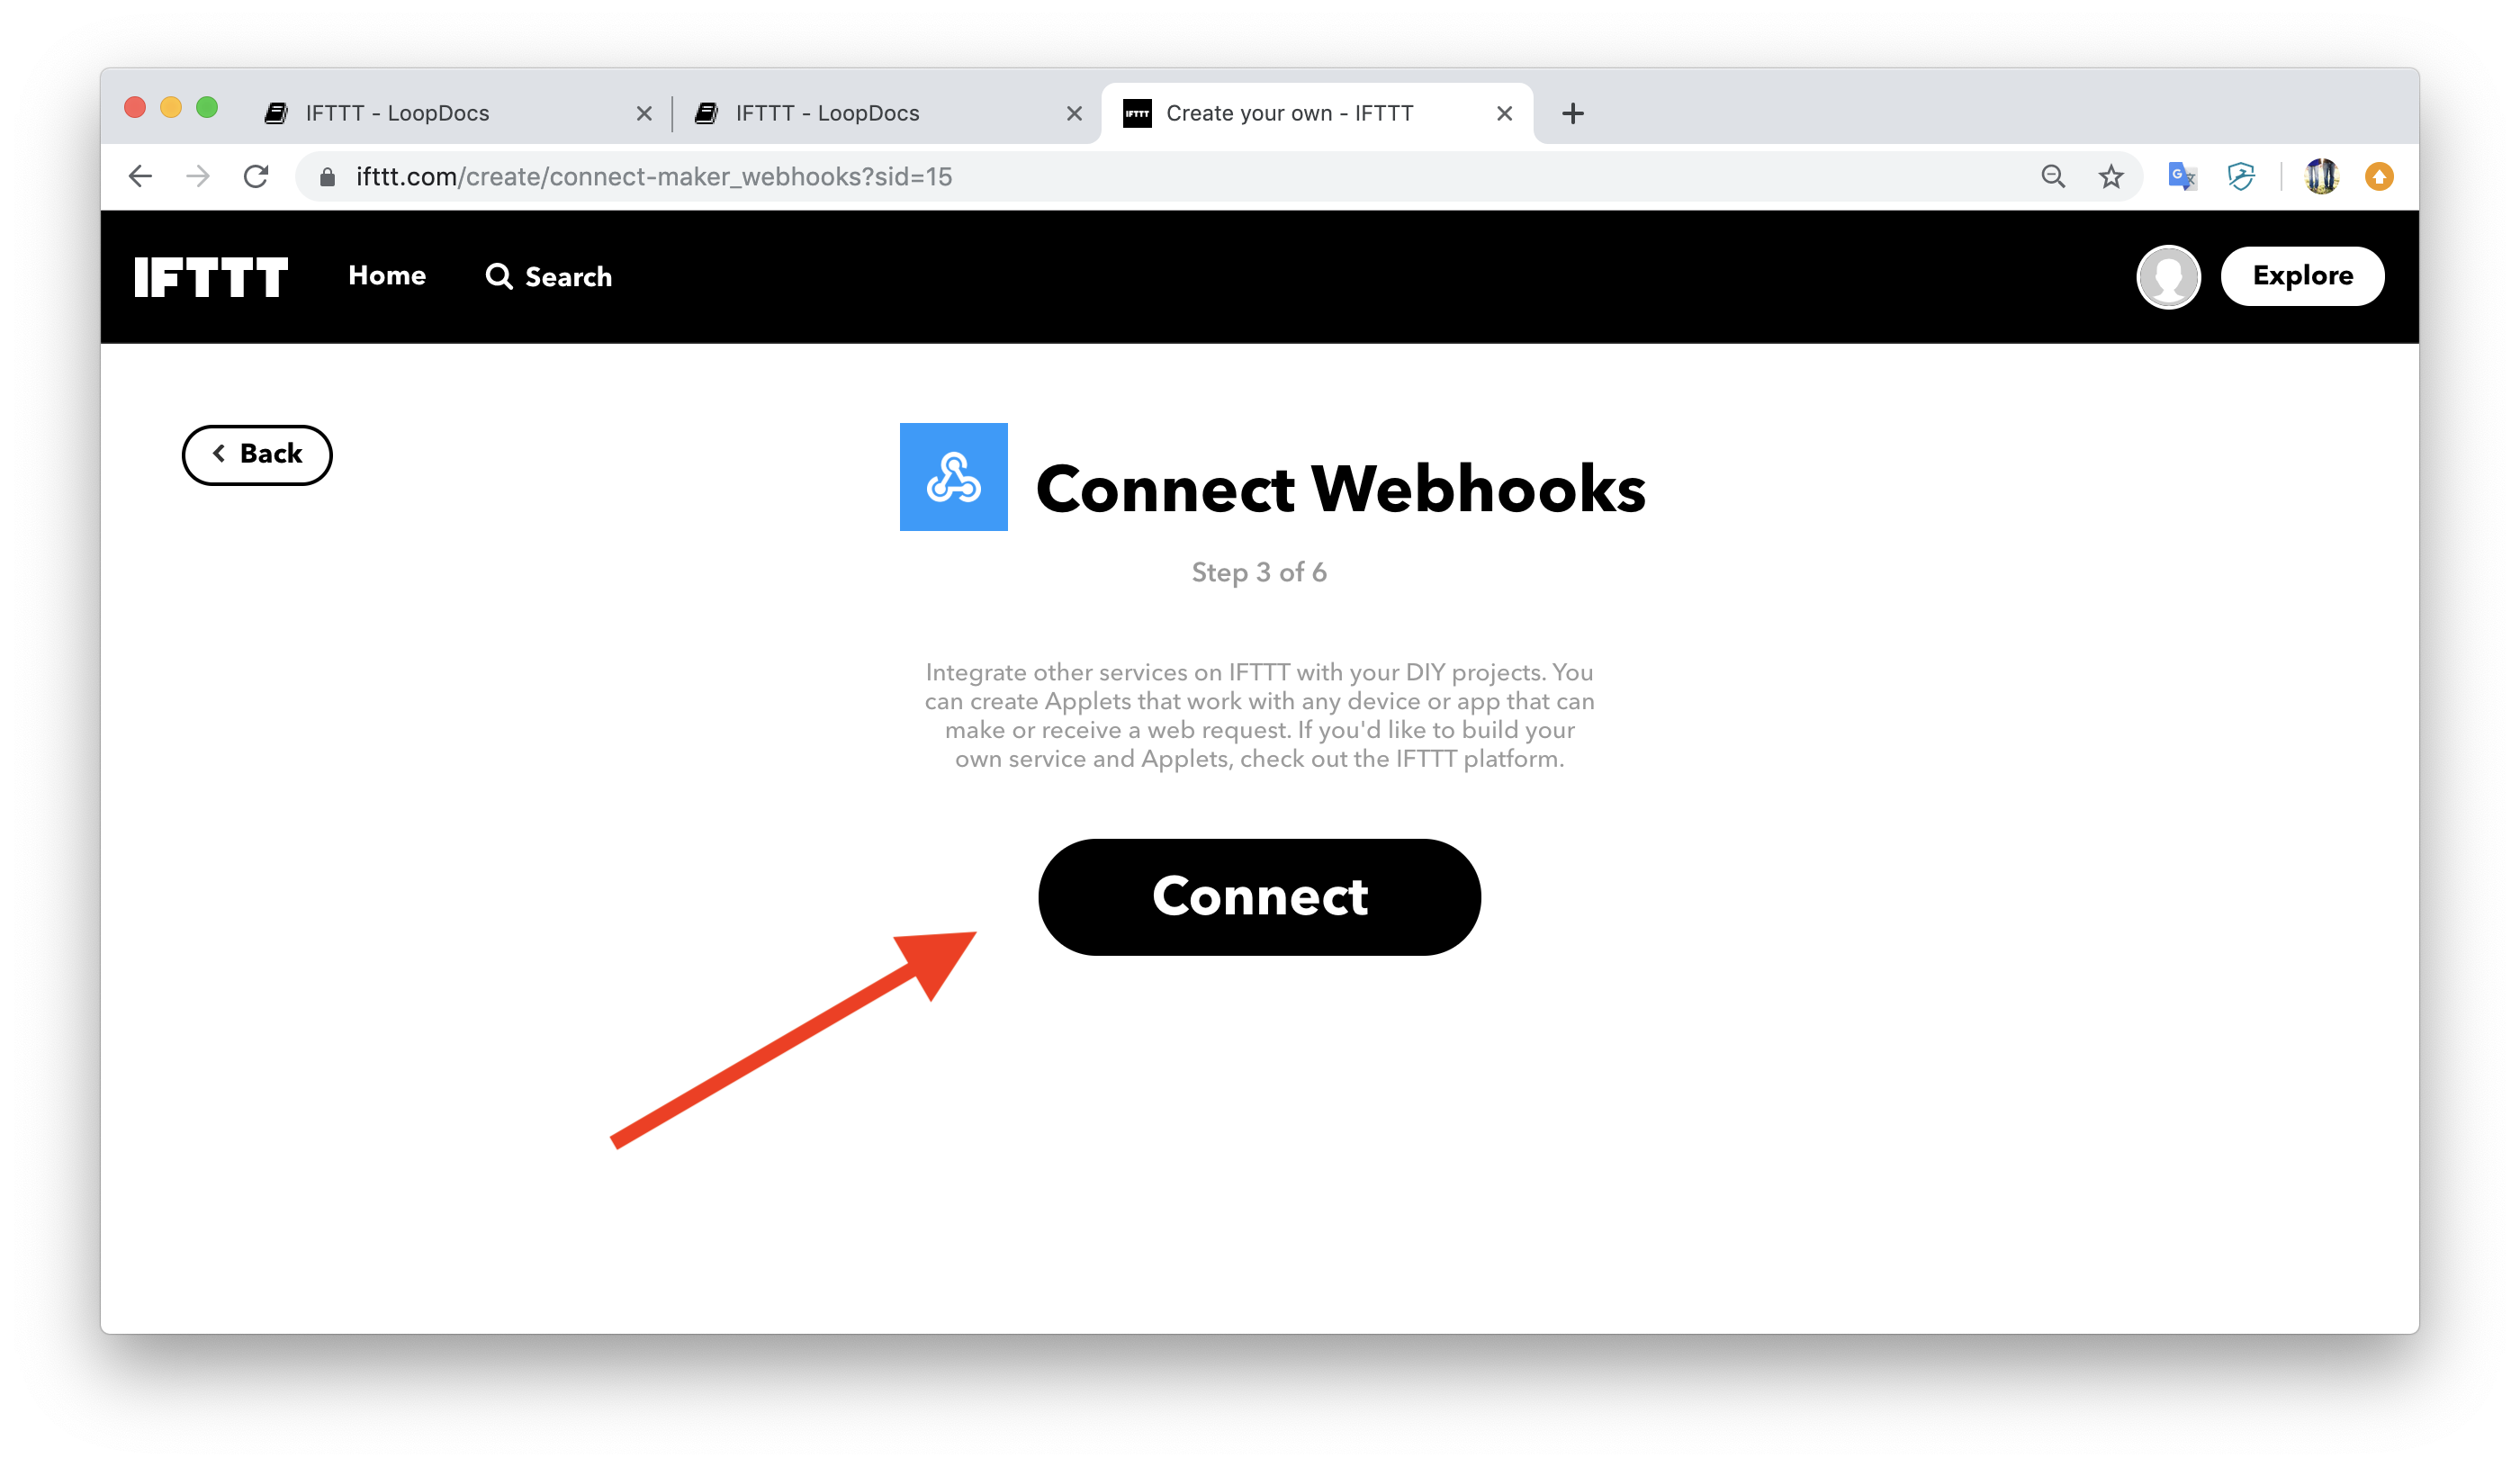 IFTTT - LoopDocs
IFTTT - LoopDocs
IFTTT
Create your own - IFTTT
ifttt.com/create/connect-maker_webhooks?sid=15
G
IFTTT
Home
Search
Explore
Back
Connect Webhooks
Step 3 of 6
Integrate other services on IFTTT with your DIY projects. You
can create Applets that work with any device or app that can
make or receive a web request. If you'd like to build your
own service and Applets, check out the IFTTT platform.
Connect